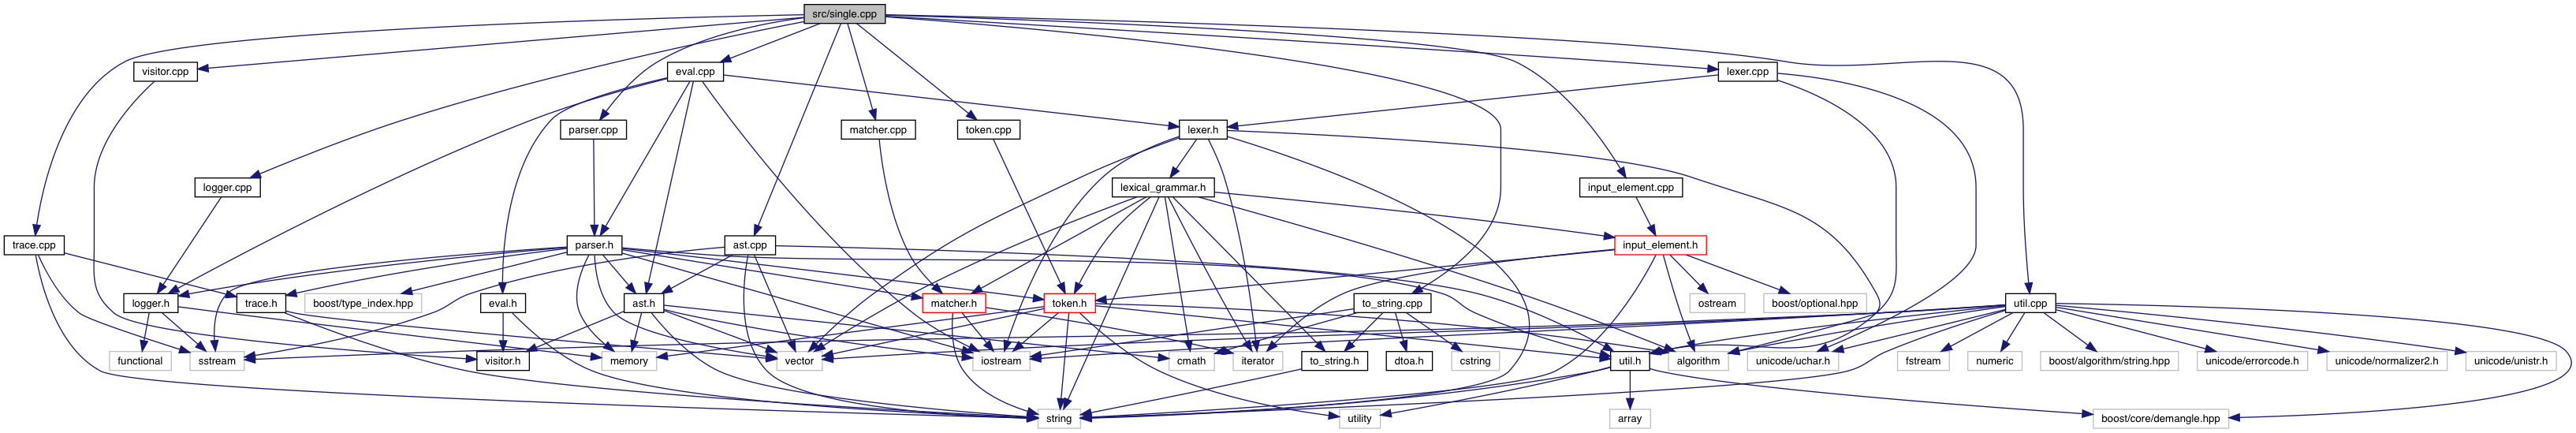 src/single.cpp
visitor.cpp
eval.cpp
lexer.cpp
parser.cpp
matcher.cpp
token.cpp
lexer.h
logger.cpp
lexical_grammar.h
input_element.cpp
trace.cpp
parser.h
ast.cpp
input_element.h
logger.h
trace.h
boost/type_index.hpp
eval.h
ast.h
matcher.h
token.h
to_string.cpp
ostream
boost/optional.hpp
util.cpp
functional
sstream
visitor.h
memory
vector
iostream
cmath
iterator
to_string.h
dtoa.h
cstring
util.h
algorithm
unicode/uchar.h
fstream
numeric
boost/algorithm/string.hpp
unicode/errorcode.h
unicode/normalizer2.h
unicode/unistr.h
string
utility
array
boost/core/demangle.hpp